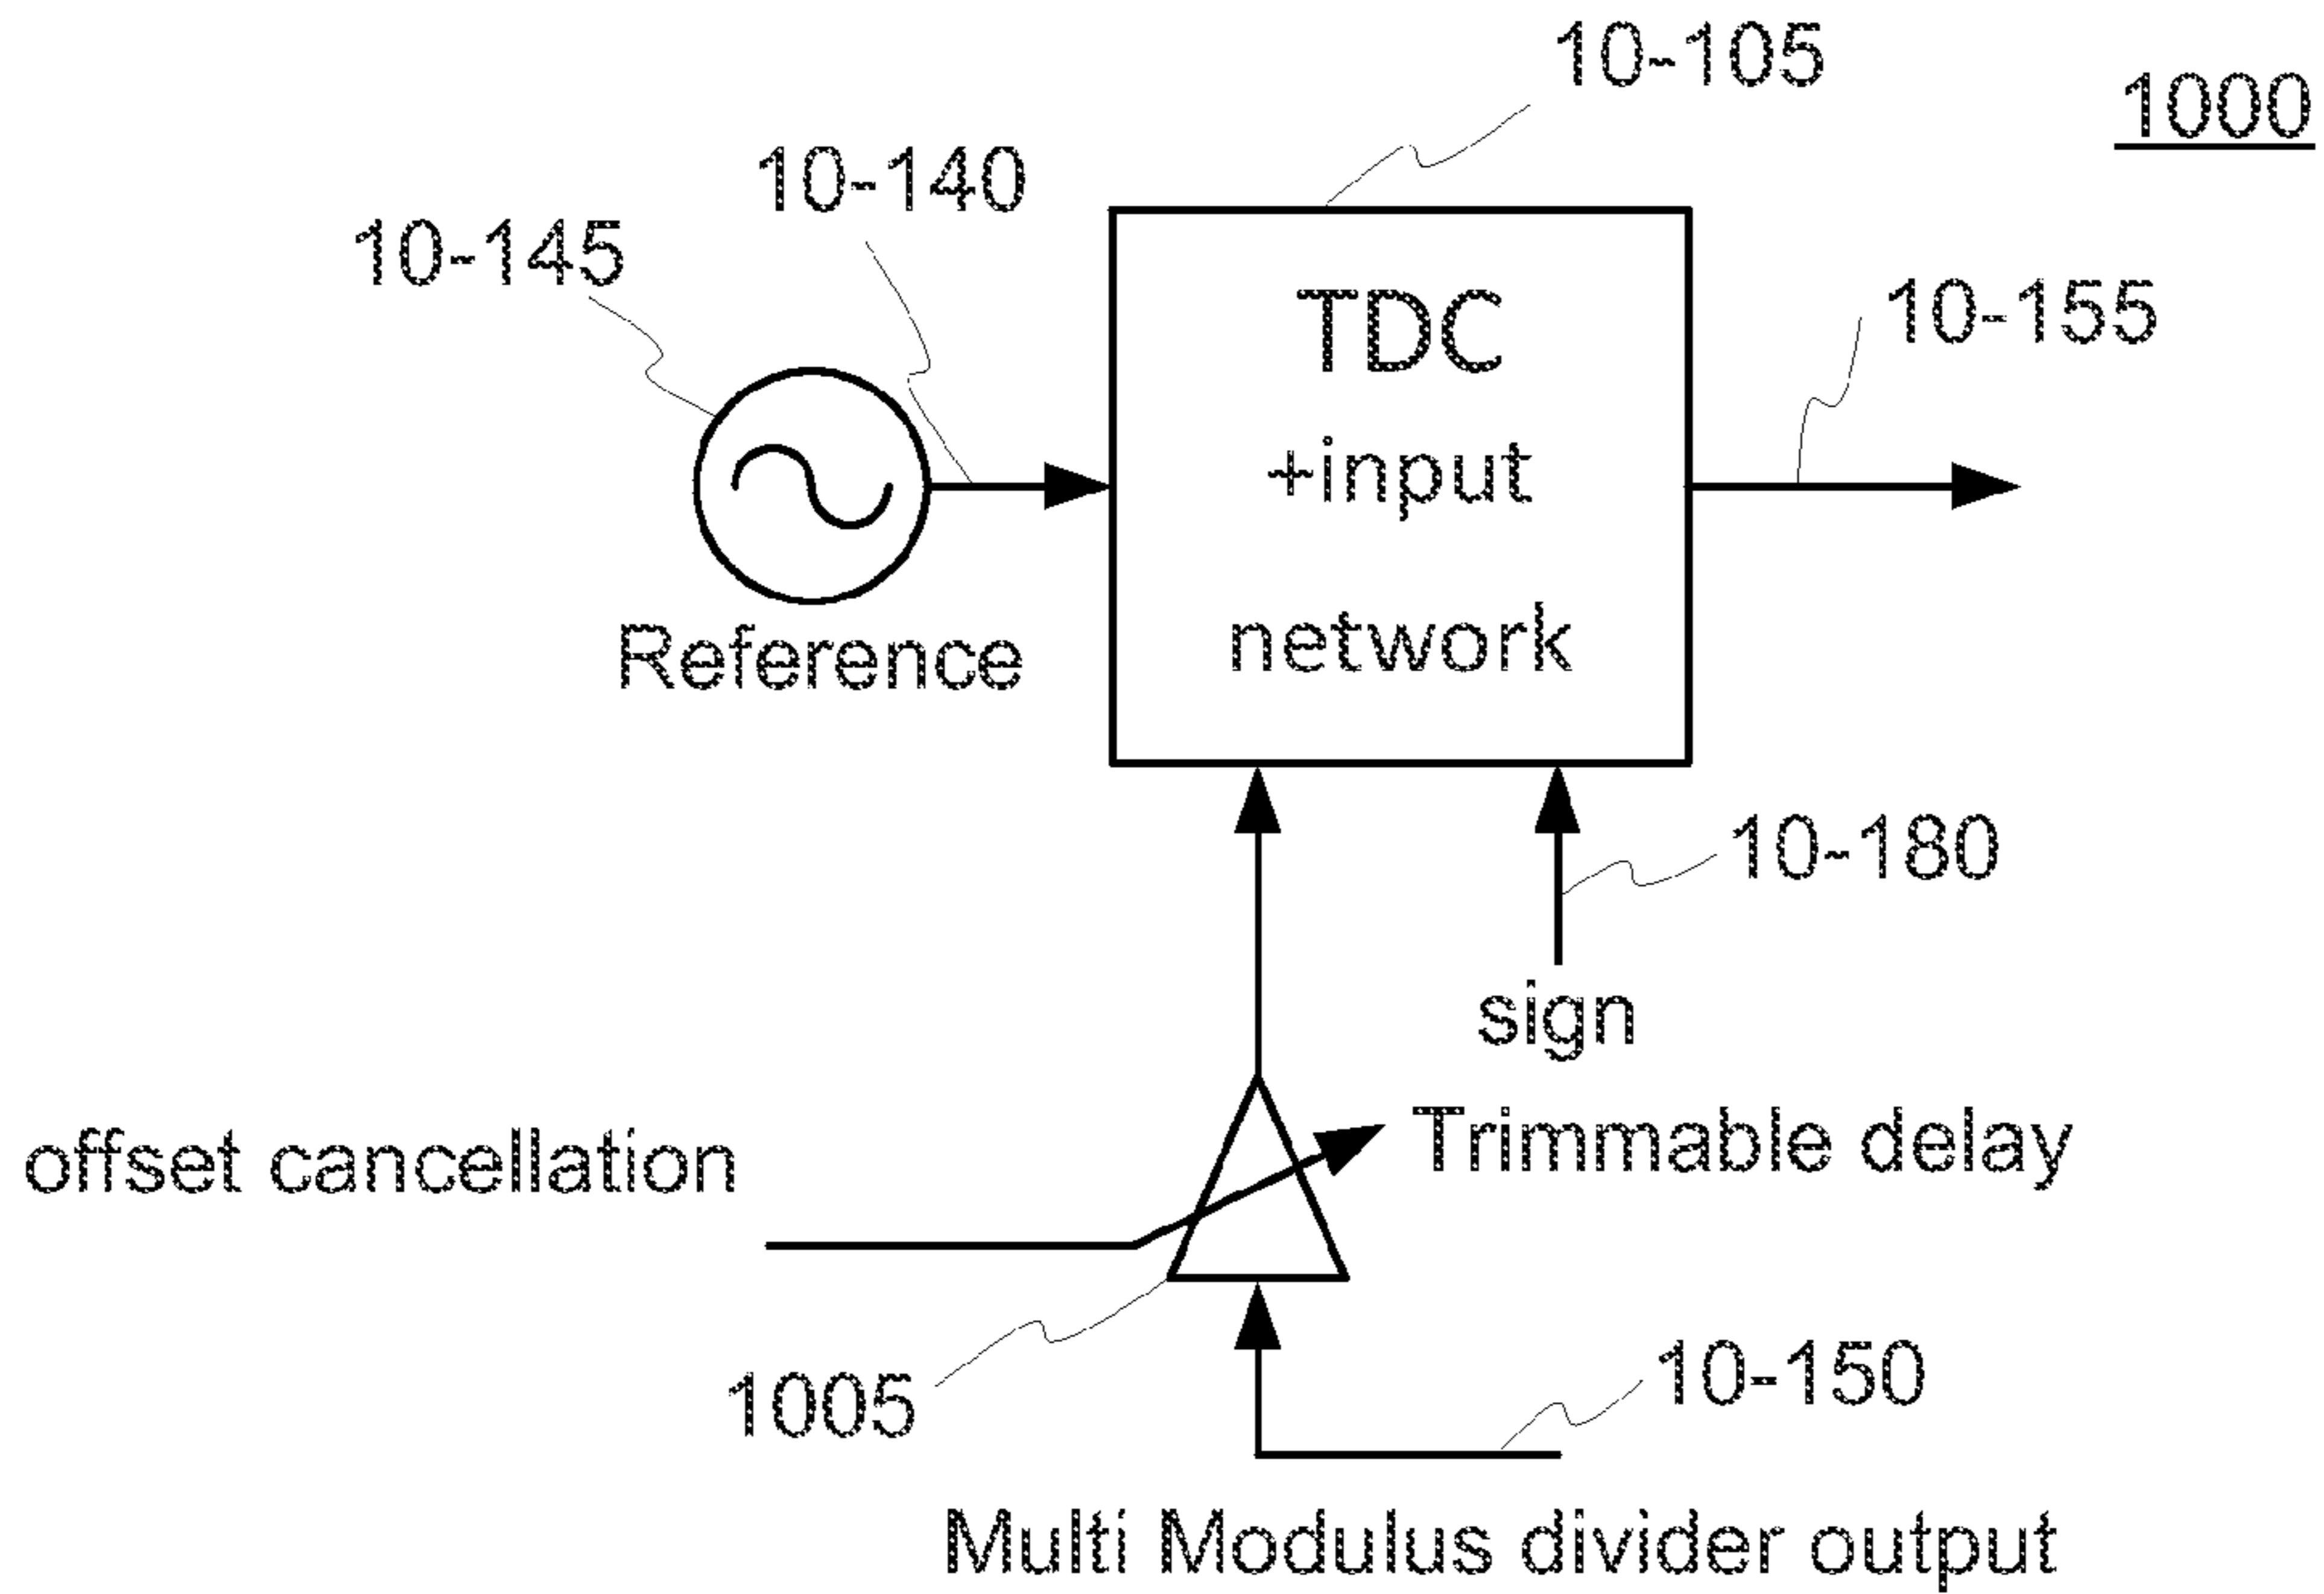 10-105
1000
10-140
10-145
10-155
TDC
+input
network
Reference
10-180
sign
Trimmable delay
offset cancellation
1005
10-150
Multi Modulus divider output